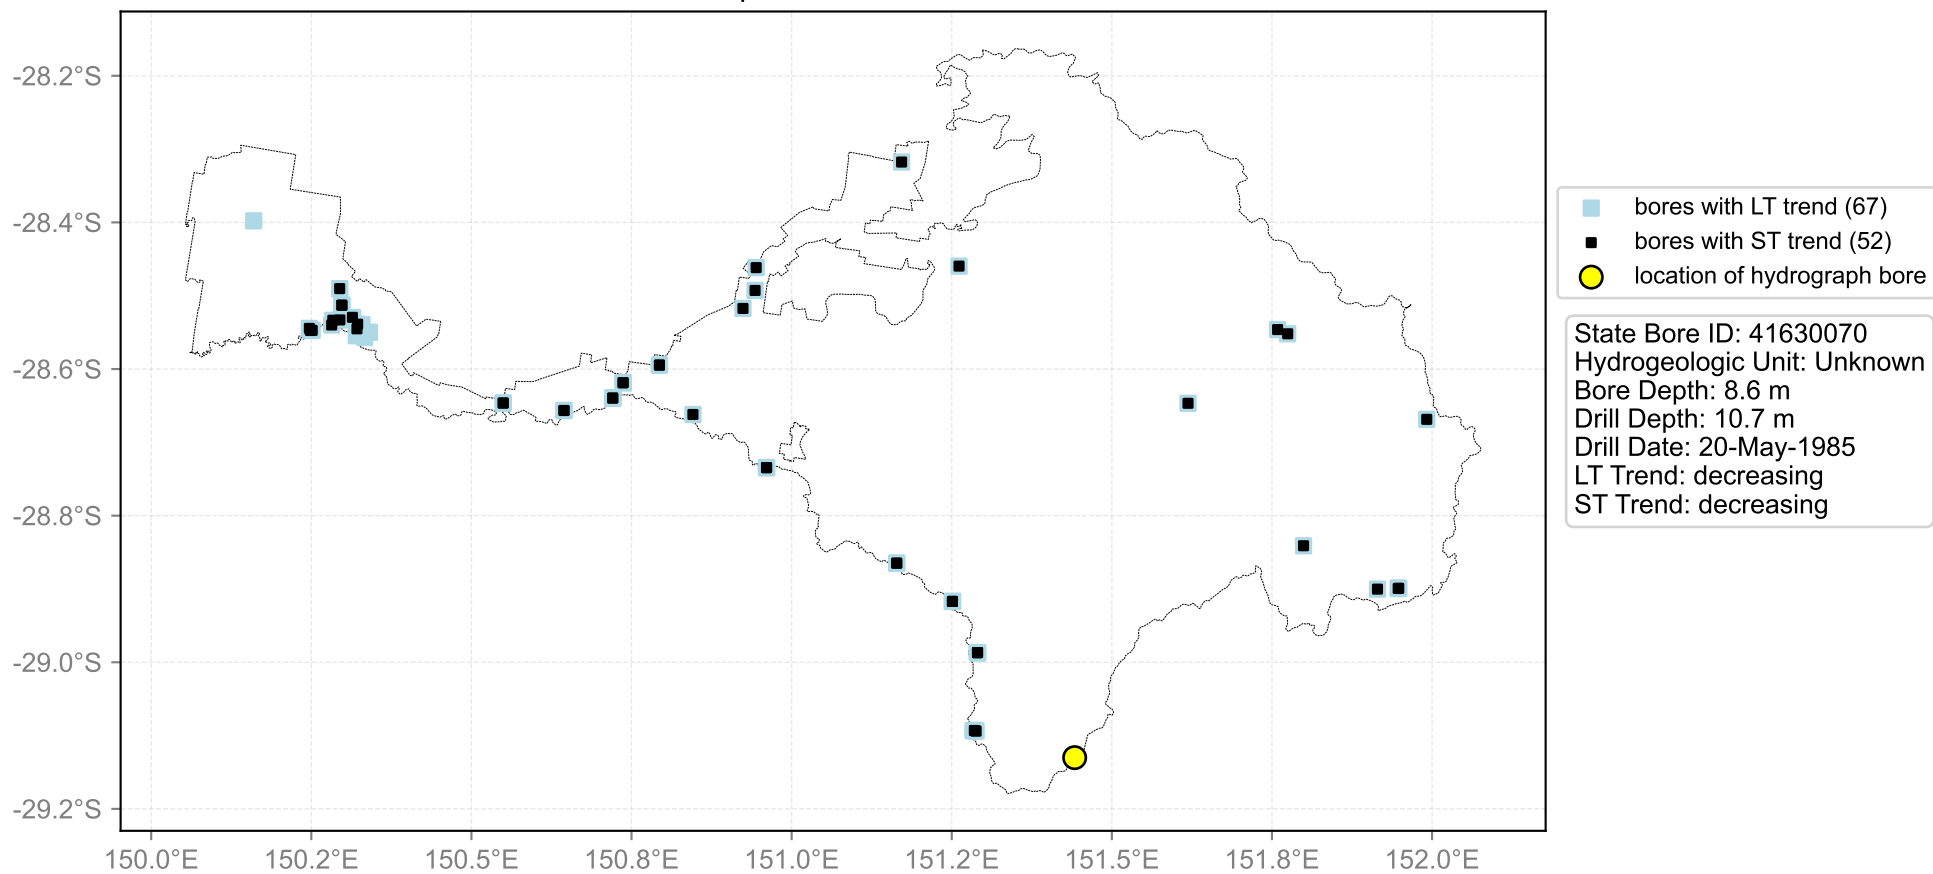 -28.2°S
-28.4°S
-28.6°S
-28.8°S
-29.0°S
-29.2°S
150.0°E 150.2°E 150.5°E 150.8°E 151.0°E 151.2°E 151.5°E 151.8°E 152.0°E
bores with LT trend (67)
bores with ST trend (52)
location of hydrograph bore
State Bore ID: 41630070
Hydrogeologic Unit: Unknown
Bore Depth: 8.6 m
Drill Depth: 10.7 m
Drill Date: 20-May-1985
LT Trend: decreasing
ST Trend: decreasing